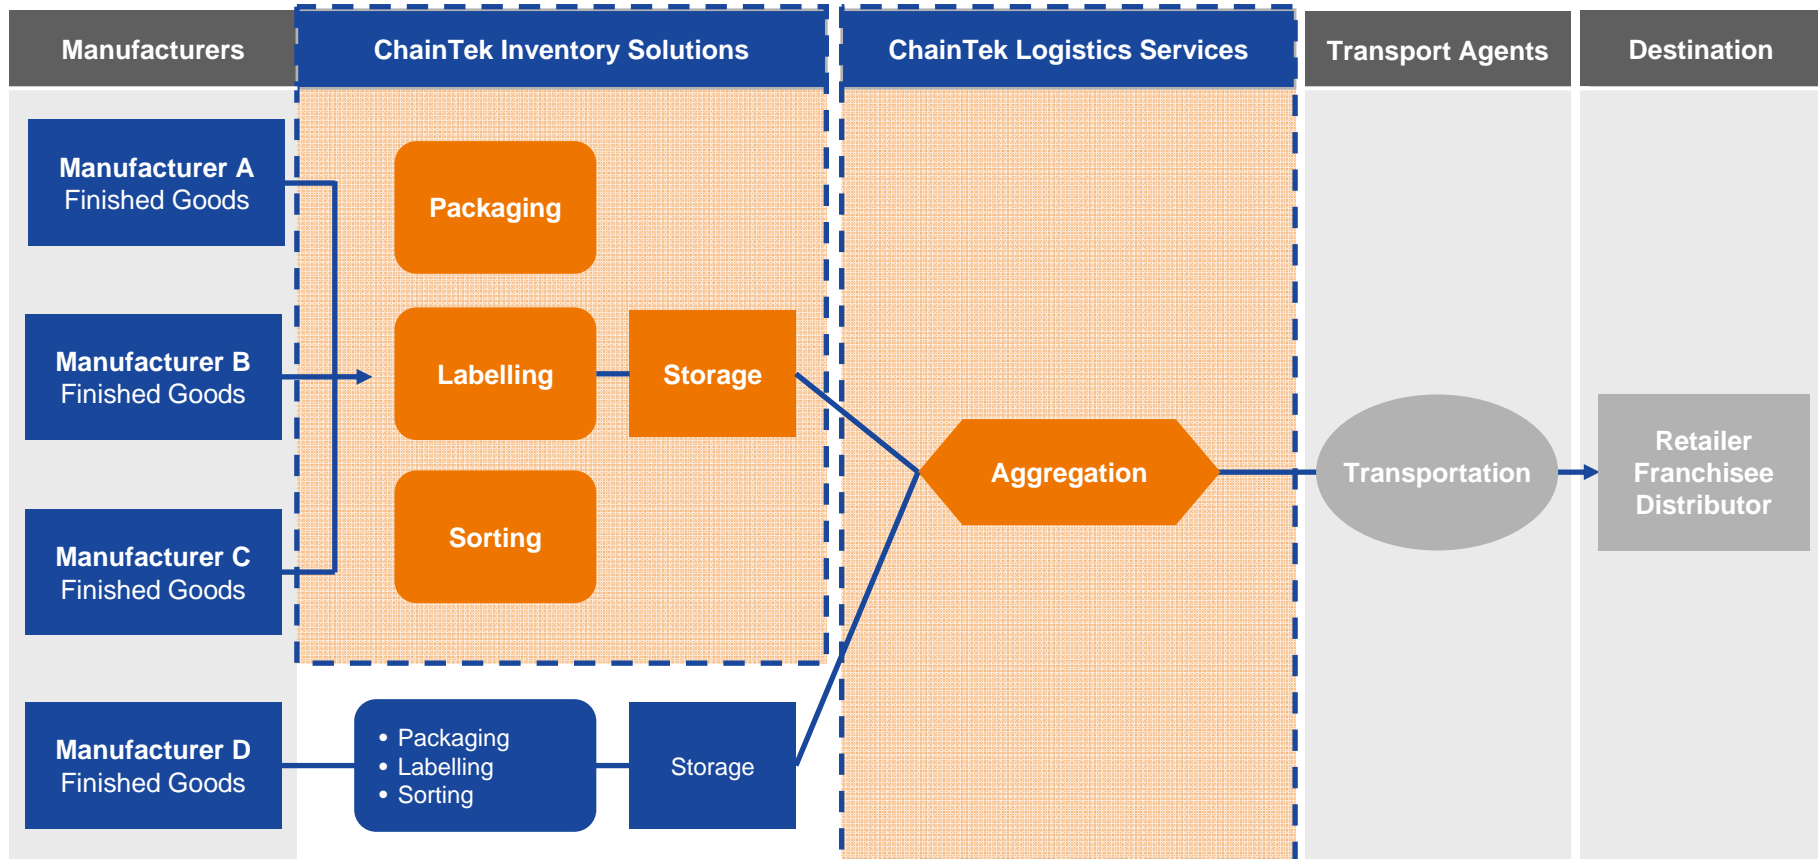 Manufacturers
ChainTek Inventory Solutions
ChainTek Logistics Services
Transport Agents
Destination
Manufacturer A
Finished Goods
Packaging
Manufacturer B
Finished Goods
Labelling
Storage
Manufacturer C
Finished Goods
Sorting
Aggregation
Transportation
Retailer
Franchisee
Distributor
Manufacturer D
Finished Goods
• Packaging
• Labelling
• Sorting
Storage